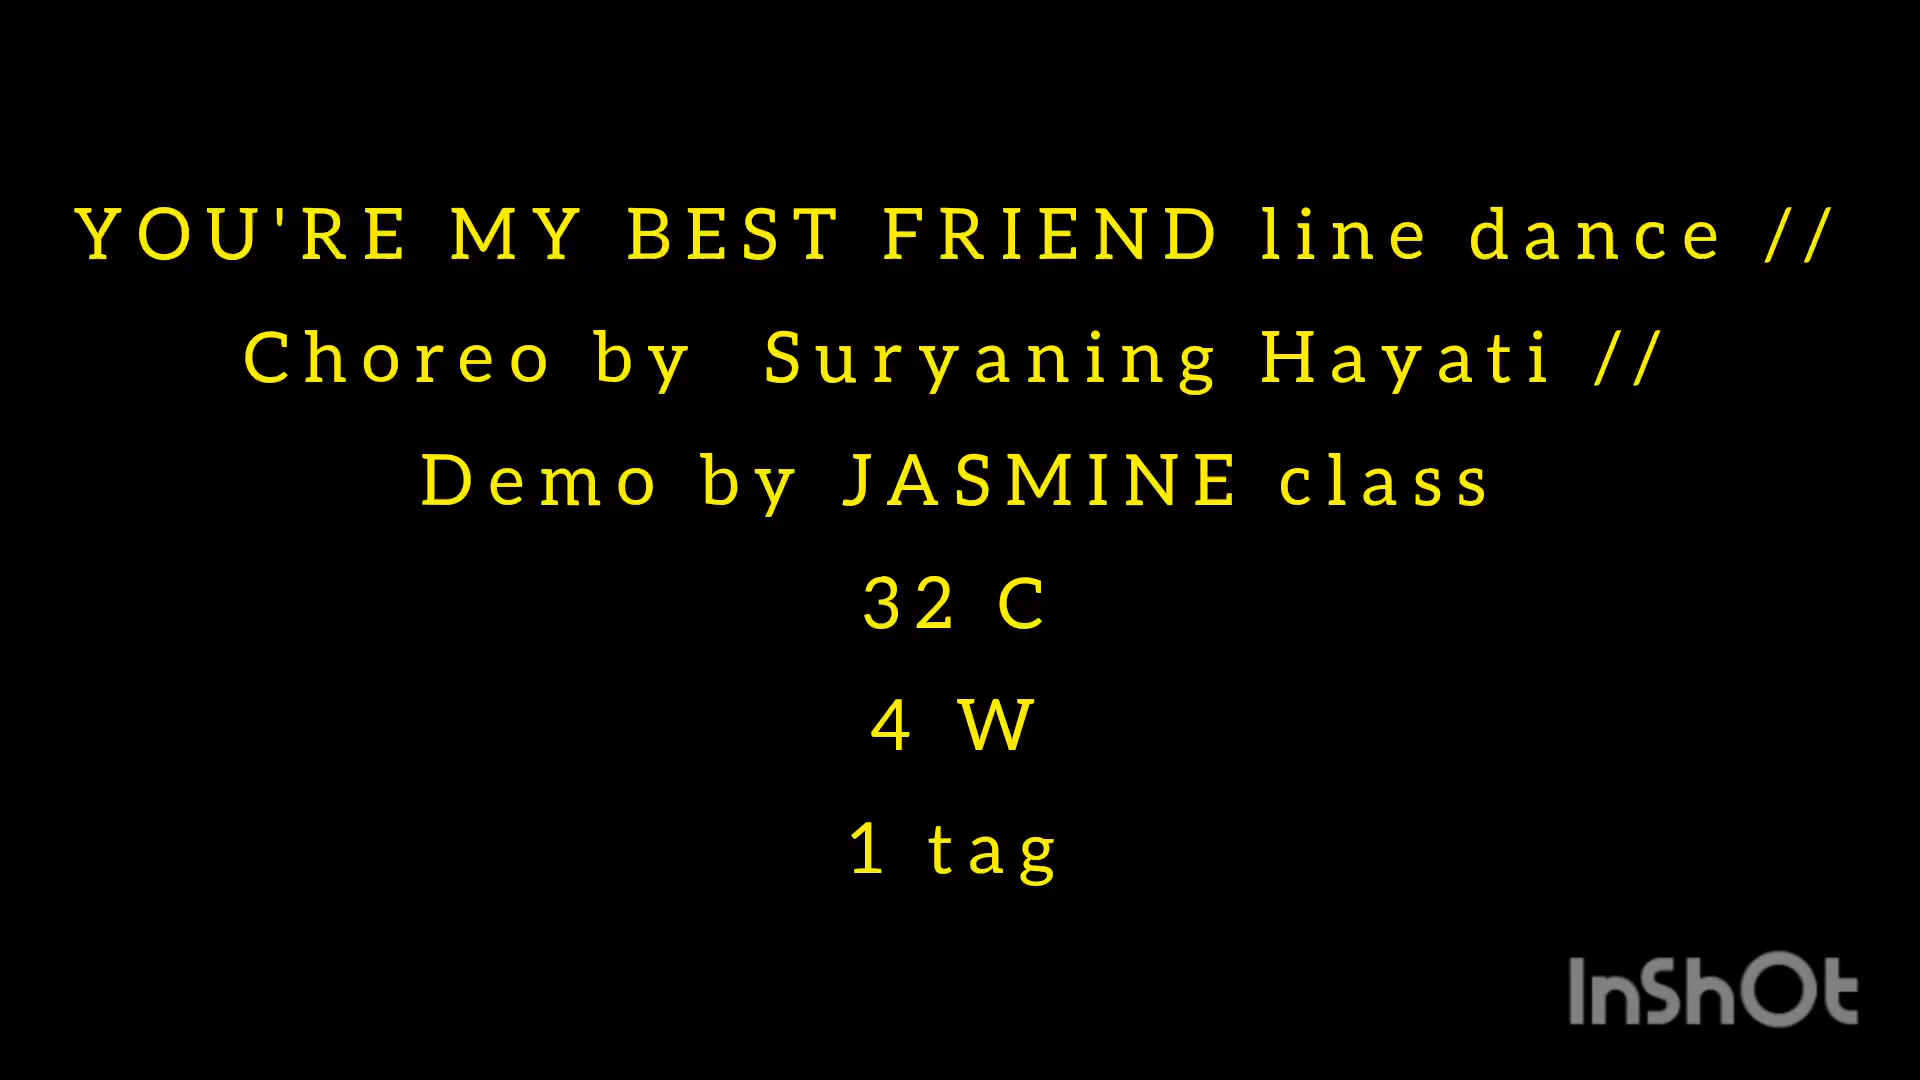 YOU'RE MY BEST FRIEND line dance //
Choreo by  Suryaning Hayati //
Demo by JASMINE class
32 C
4 W
1 tag
InShOt